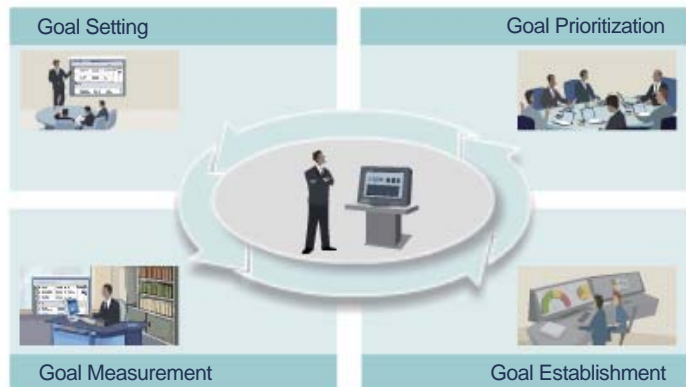 Goal Setting
Goal Prioritization
Goal Measurement
Goal Establishment